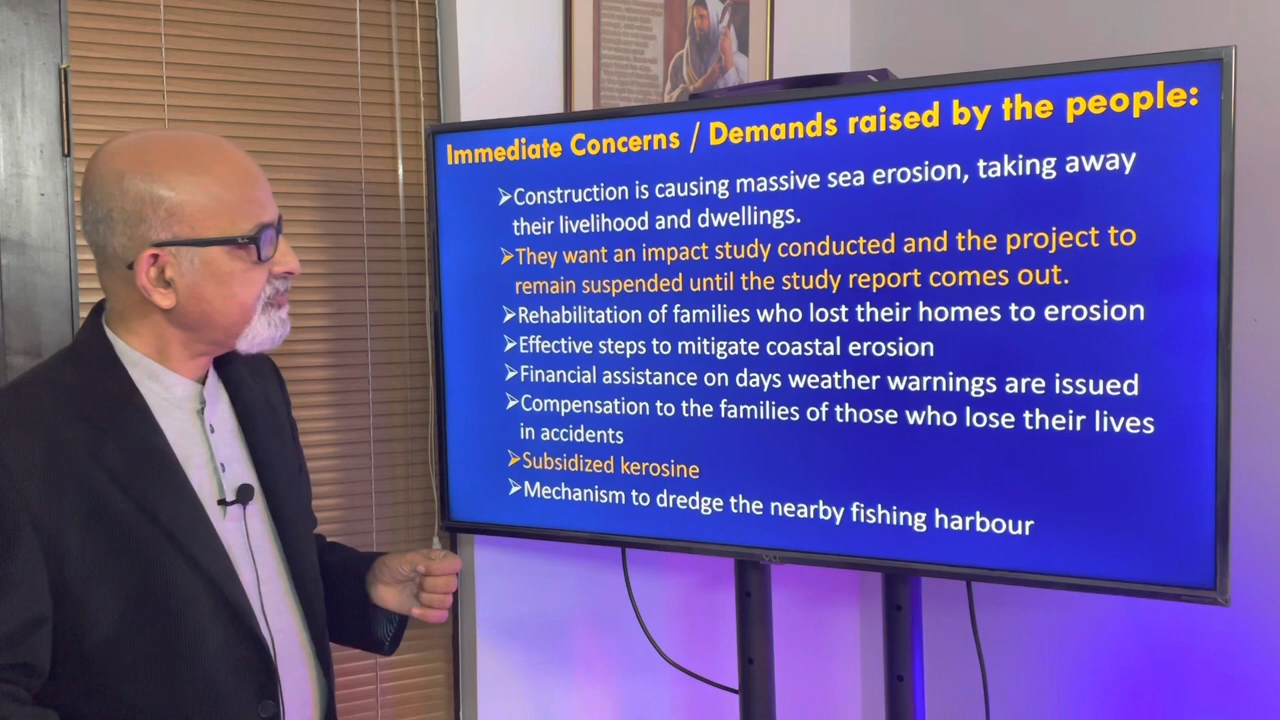 Immediate Concerns / Demands raised by the people:
➢Construction is causing massive sea erosion, taking away
their livelihood and dwellings.
➢They want an impact study conducted and the project to
remain suspended until the study report comes out.
➢Rehabilitation of families who lost their homes to erosion
➢Effective steps to mitigate coastal erosion
➢Financial assistance on days weather warnings are issued
➢Compensation to the families of those who lose their lives
in accidents
➢Subsidized kerosine
➢Mechanism to dredge the nearby fishing harbour